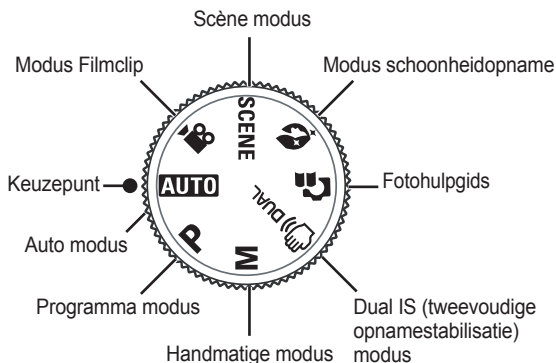 Scène modus
Modus Filmclip
Modus schoonheidopname
SCENE
Keuzepunt
AUTO
Fotohulpgids
DUAL
Auto modus
P
M
Programma modus
Dual IS (tweevoudige
opnamestabilisatie)
modus
Handmatige modus